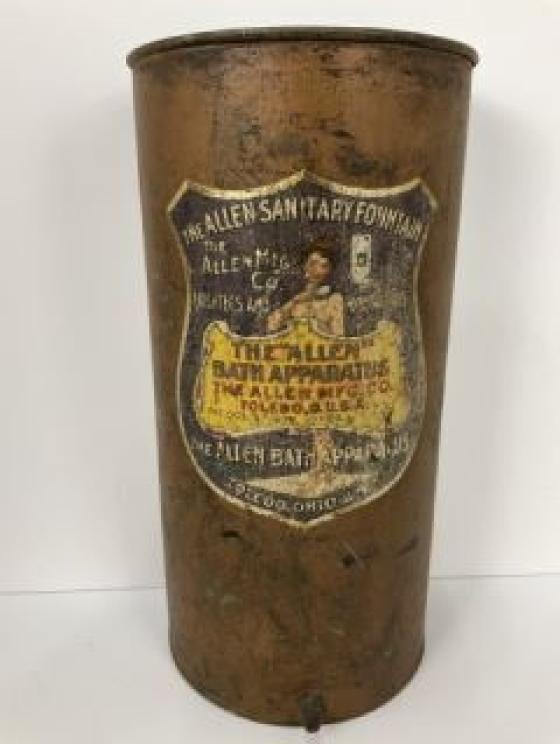 THE ALLEN SANITARY FOUNTAIN
THE
ALLEN MFG.
CO.
THE "ALLEN"
BATH APPARATUS
THE ALLEN MFG. CO.
TOLEDO, O. U.S.A.
THE ALLEN BATH APPARATUS
TOLEDO, OHIO